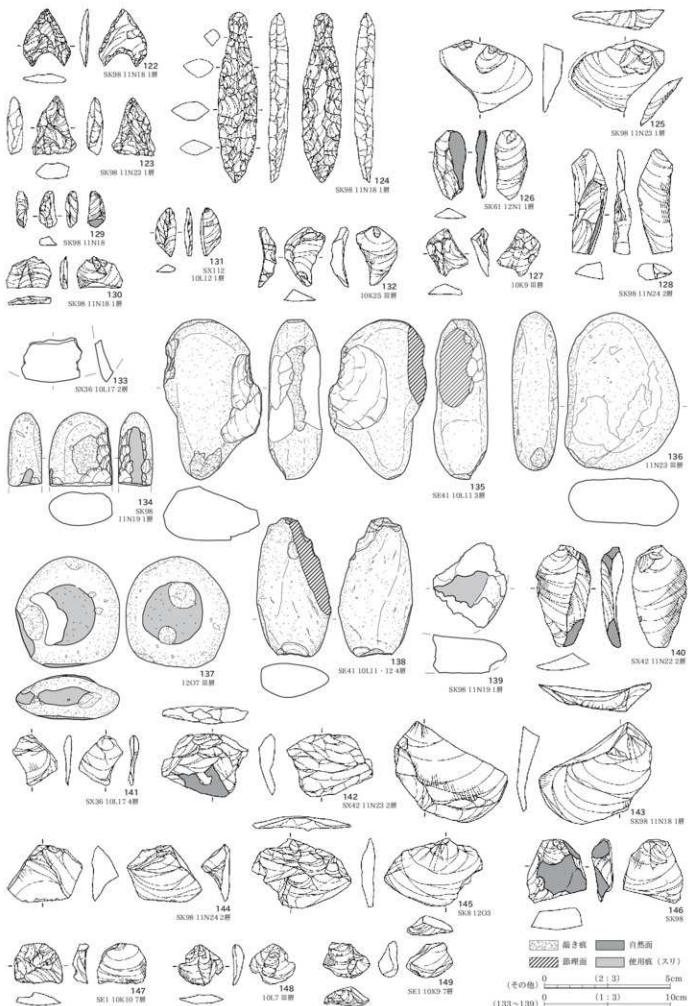 122
SK98 11N18 1層
123
SK98 11N23 1層
124
SK98 11N18 1層
125
SK98 11N23 1層
126
SK61 12N1 1層
127
10K9 Ⅲ層
128
SK98 11N24 2層
129
SK98 11N18
130
SK98 11N18 1層
131
SX112
10L12 1層
132
10K25 Ⅲ層
133
SX36 10L17 2層
134
SK98
11N19 1層
135
SE41 10L11 3層
136
11N23 Ⅲ層
137
12O7 Ⅲ層
138
SE41 10L11・12 4層
139
SK98 11N19 1層
140
SX42 11N22 2層
141
SX36 10L17 4層
142
SX42 11N23 2層
143
SK98 11N18 1層
144
SK98 11N24 2層
145
SK8 12O3
146
SK98
147
SE1 10K10 7層
148
10L7 Ⅲ層
149
SE1 10K9 7層
敲き痕 自然面
節理面 使用痕(スリ)
(その他) 0 (2:3) 5cm
(133~139) 0 (1:3) 10cm